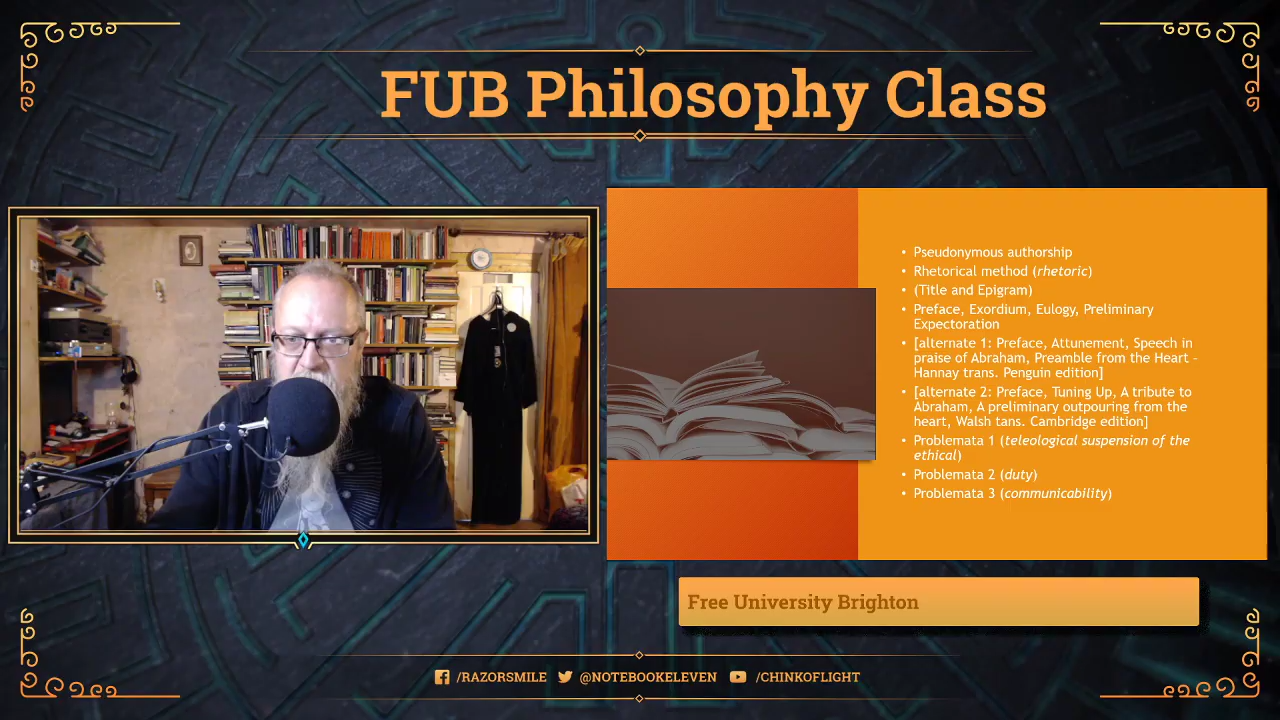 FUB Philosophy Class
• Pseudonymous authorship
• Rhetorical method (rhetoric)
• (Title and Epigram)
• Preface, Exordium, Eulogy, Preliminary
Expectoration
• [alternate 1: Preface, Attunement, Speech in
praise of Abraham, Preamble from the Heart -
Hannay trans. Penguin edition]
• [alternate 2: Preface, Tuning Up, A tribute to
Abraham, A preliminary outpouring from the
heart, Walsh tans. Cambridge edition]
• Problemata 1 (teleological suspension of the
ethical)
• Problemata 2 (duty)
• Problemata 3 (communicability)
Free University Brighton
/RAZORSMILE @NOTEBOOKELEVEN /CHINKOFLIGHT